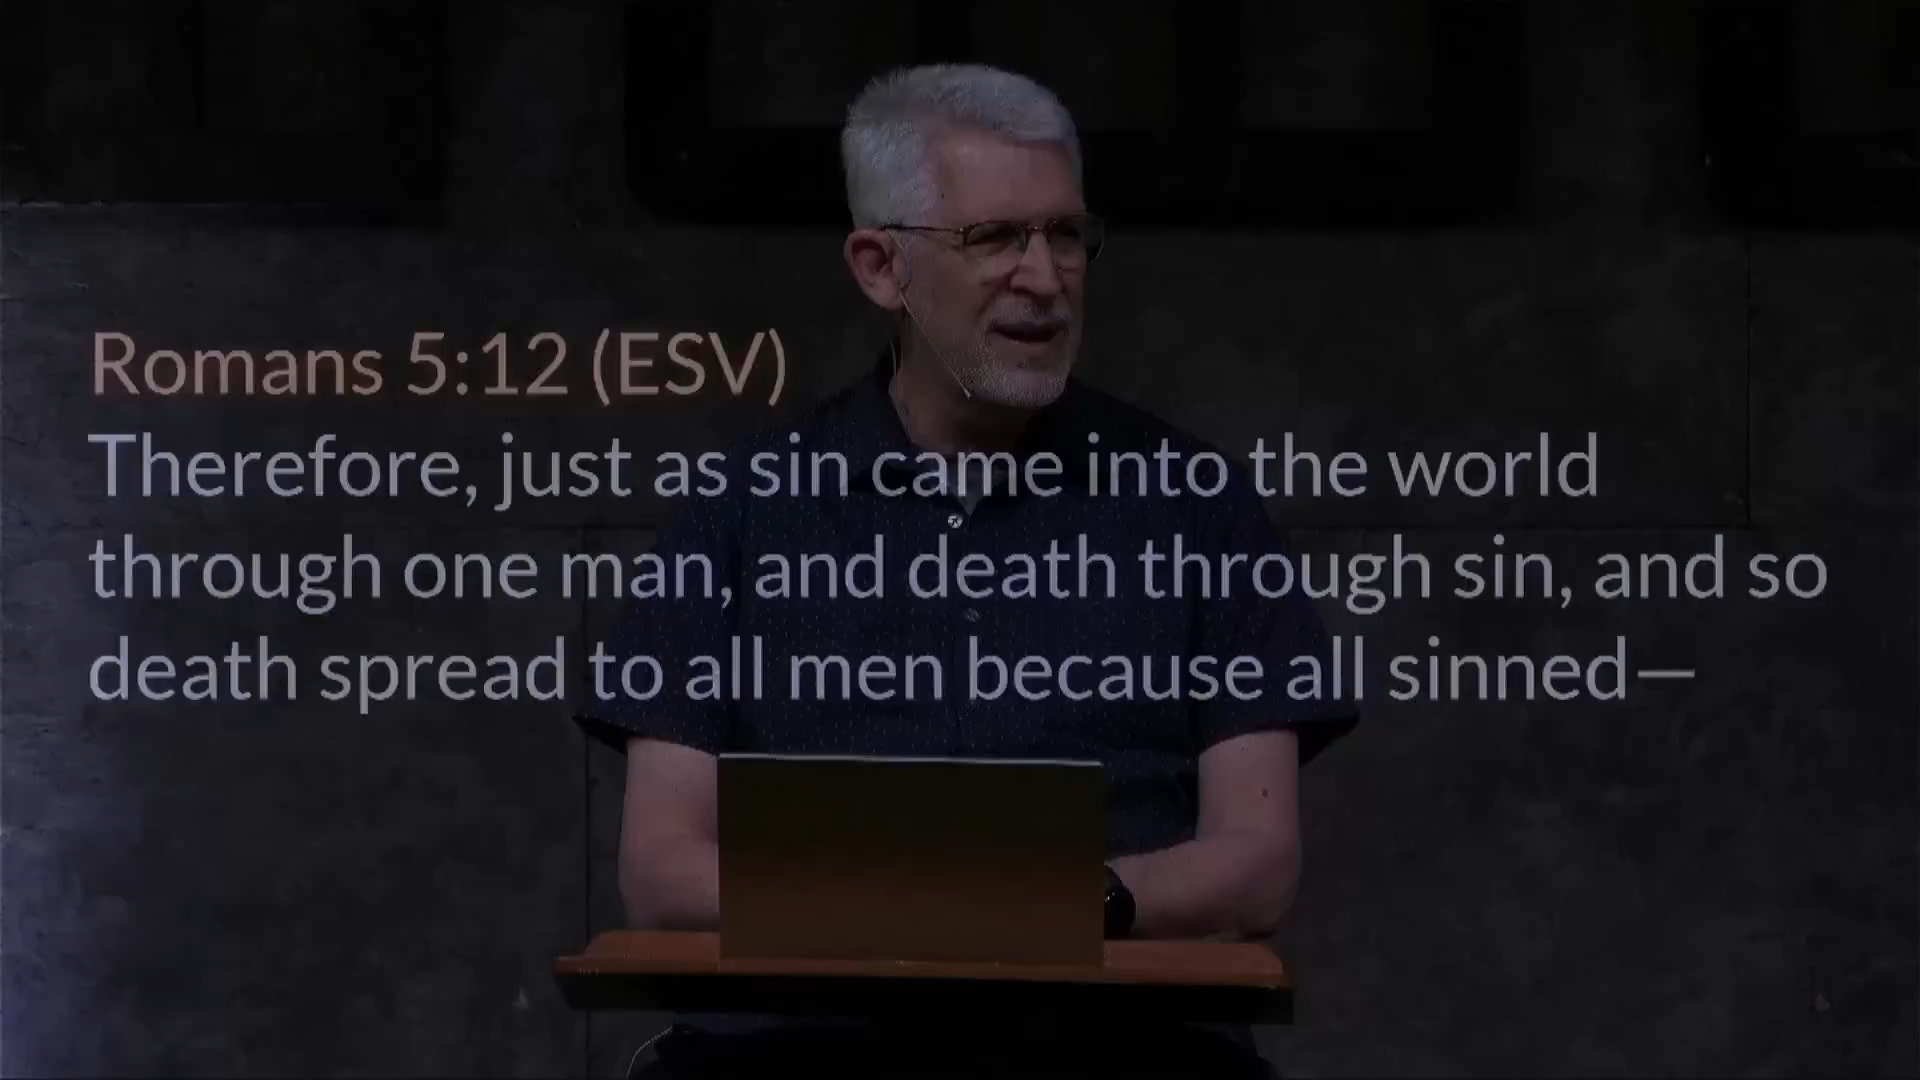 Romans 5:12 (ESV)
Therefore, just as sin came into the world
through one man, and death through sin, and so
death spread to all men because all sinned—